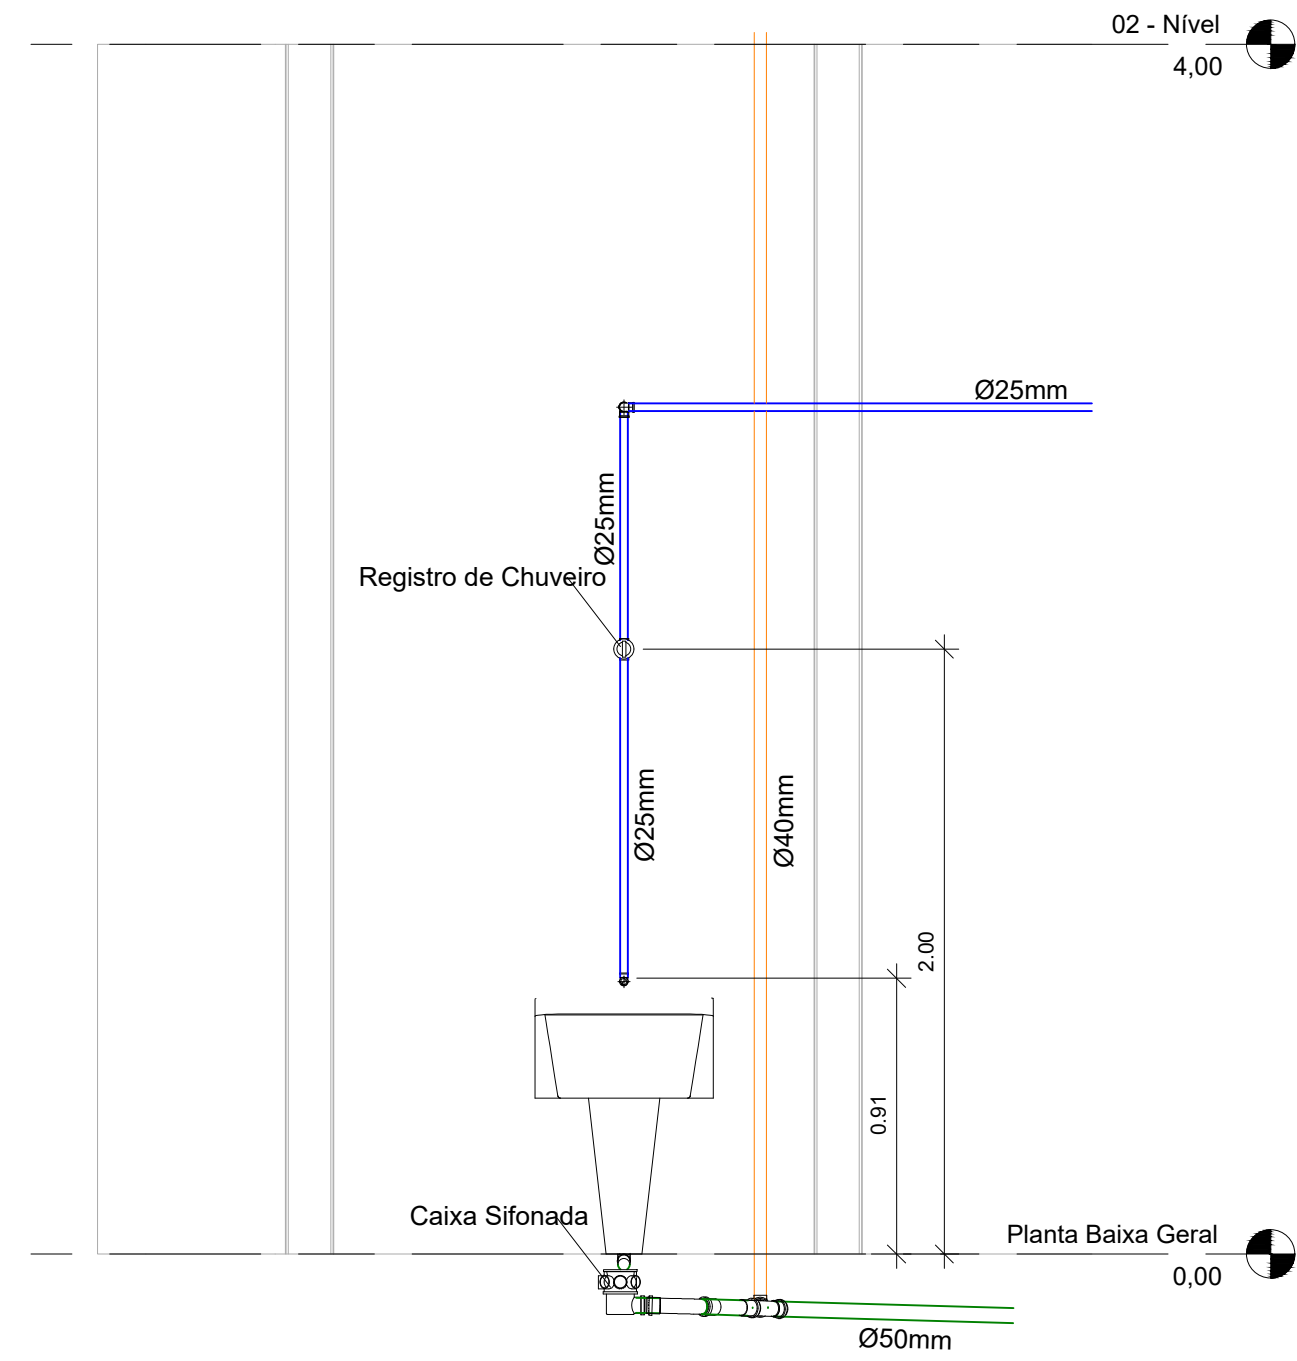 02 - Nível
4,00
Ø25mm
Ø25mm
Registro de Chuveiro
Ø25mm
Ø40mm
2.00
0.91
Caixa Sifonada
Planta Baixa Geral
0,00
Ø50mm